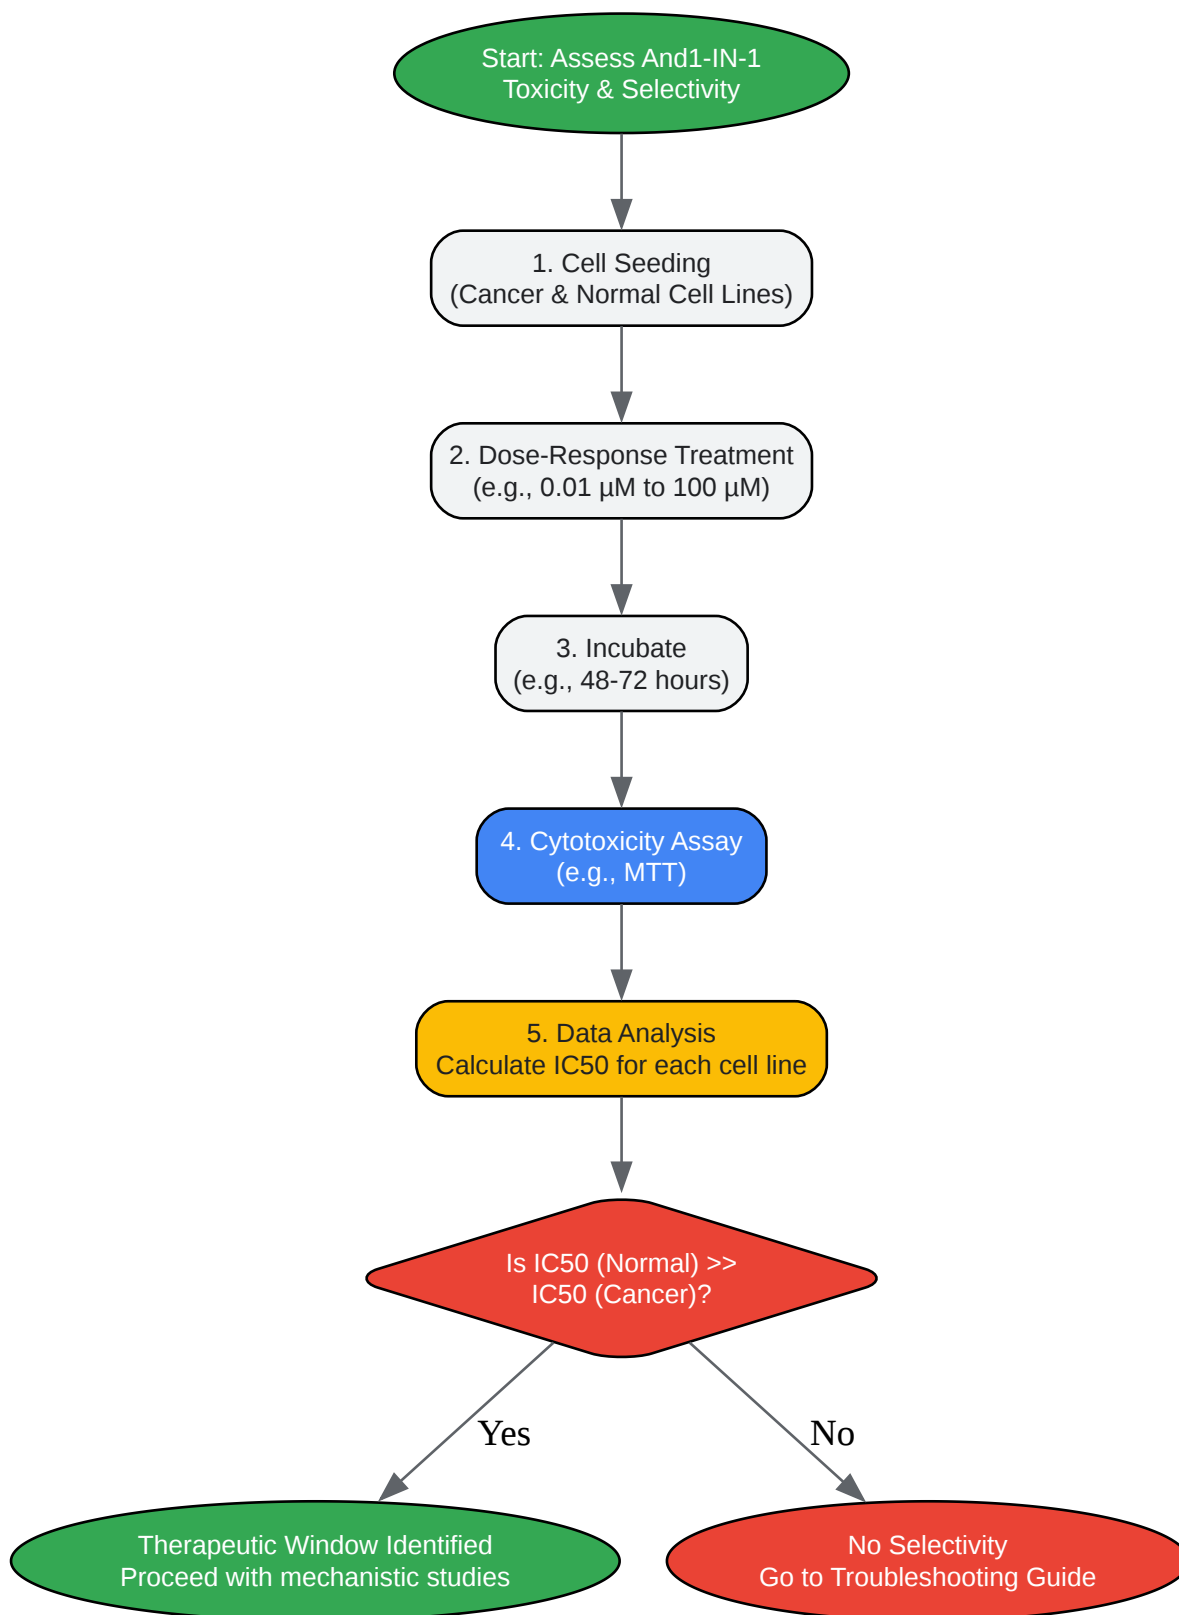 Start: Assess And1-IN-1
Toxicity & Selectivity
1. Cell Seeding
(Cancer & Normal Cell Lines)
2. Dose-Response Treatment
(e.g., 0.01 µM to 100 µM)
3. Incubate
(e.g., 48-72 hours)
4. Cytotoxicity Assay
(e.g., MTT)
5. Data Analysis
Calculate IC50 for each cell line
Is IC50 (Normal) >>
IC50 (Cancer)?
Yes
No
Therapeutic Window Identified
Proceed with mechanistic studies
No Selectivity
Go to Troubleshooting Guide